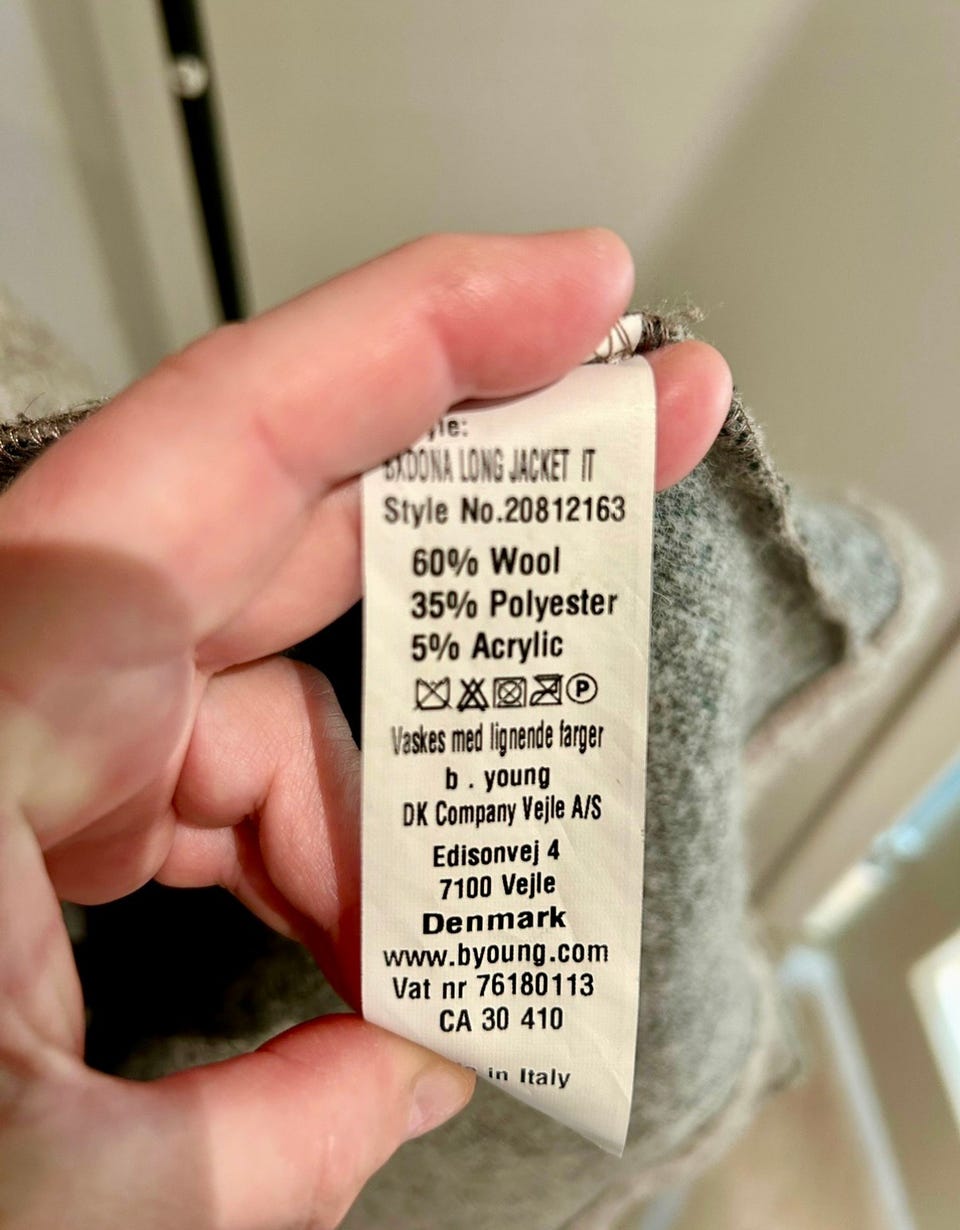 BXDONA LONG JACKET IT
Style No.20812163
60% Wool
35% Polyester
5% Acrylic
P
Vaskes med lignende farger
b . young
DK Company Vejle A/S
Edisonvej 4
7100 Vejle
Denmark
www.byoung.com
Vat nr 76180113
CA 30 410
in Italy